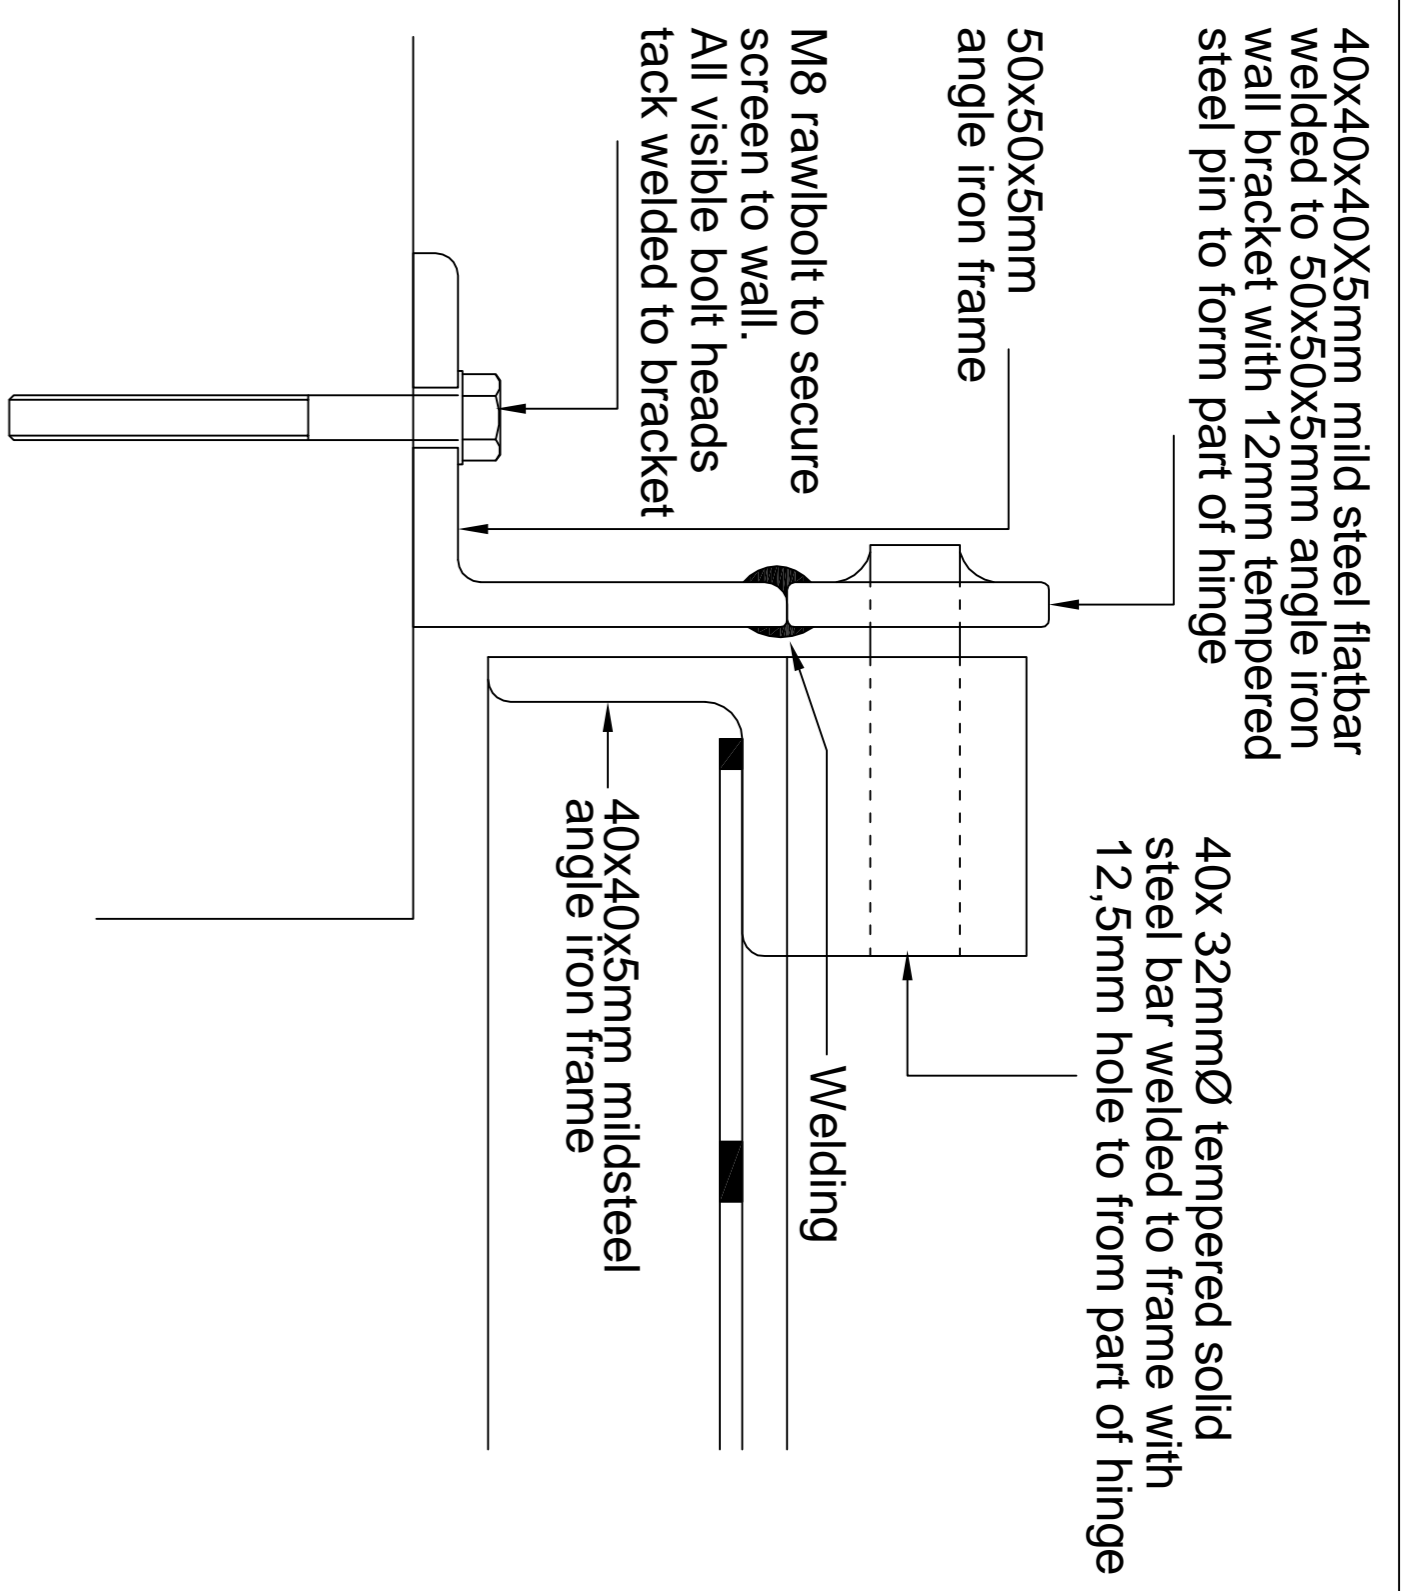 40x40x40X5mm mild steel flatbar
welded to 50x50x5mm angle iron
wall bracket with 12mm tempered
steel pin to form part of hinge
40x 32mmØ tempered solid
steel bar welded to frame with
12,5mm hole to from part of hinge
50x50x5mm
angle iron frame
M8 rawlbolt to secure
screen to wall.
All visible bolt heads
tack welded to bracket
Welding
40x40x5mm mildsteel
angle iron frame